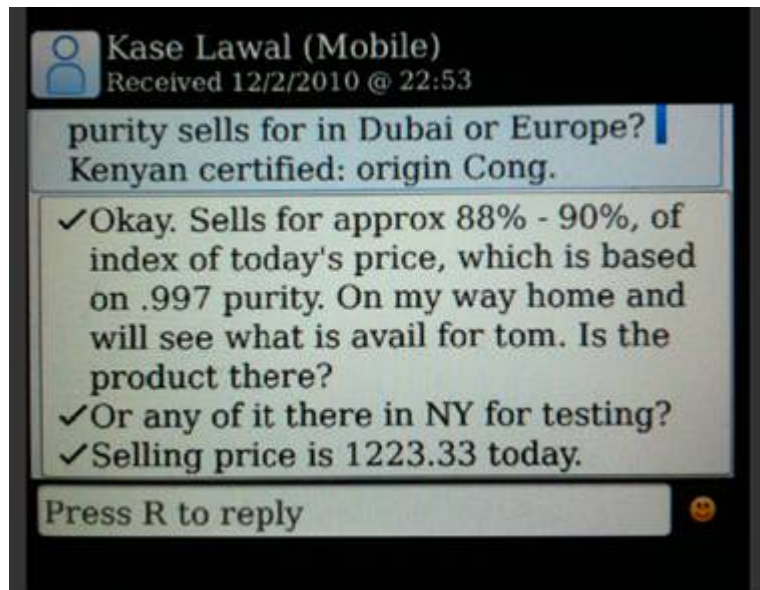 Kase Lawal (Mobile)
Received 12/2/2010 @ 22:53
purity sells for in Dubai or Europe?
Kenyan certified: origin Cong.
✓Okay. Sells for approx 88% - 90%, of
index of today's price, which is based
on .997 purity. On my way home and
will see what is avail for tom. Is the
product there?
✓Or any of it there in NY for testing?
✓Selling price is 1223.33 today.
Press R to reply